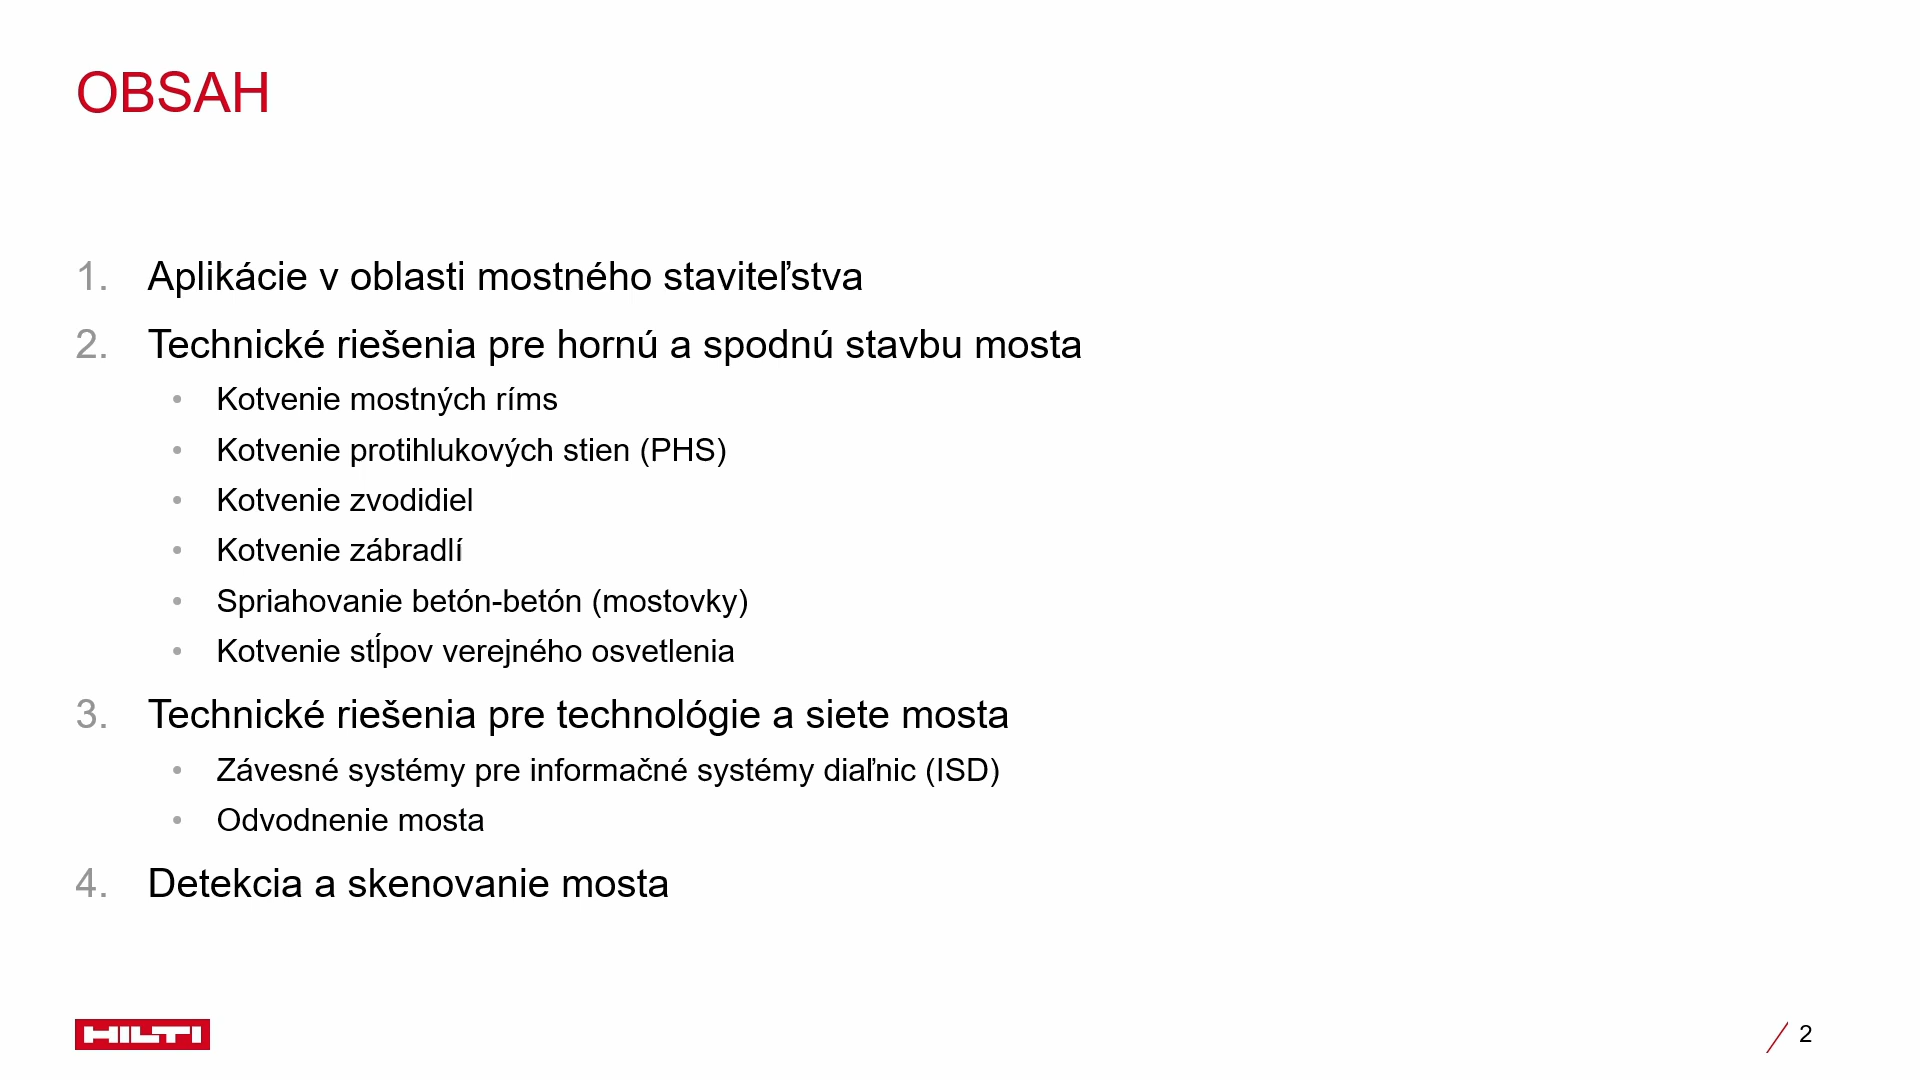 OBSAH
1. Aplikácie v oblasti mostného staviteľstva
2. Technické riešenia pre hornú a spodnú stavbu mosta
• Kotvenie mostných ríms
• Kotvenie protihlukových stien (PHS)
• Kotvenie zvodidiel
• Kotvenie zábradlí
• Spriahovanie betón-betón (mostovky)
• Kotvenie stĺpov verejného osvetlenia
3. Technické riešenia pre technológie a siete mosta
• Závesné systémy pre informačné systémy diaľnic (ISD)
• Odvodnenie mosta
4. Detekcia a skenovanie mosta
HILTI
2